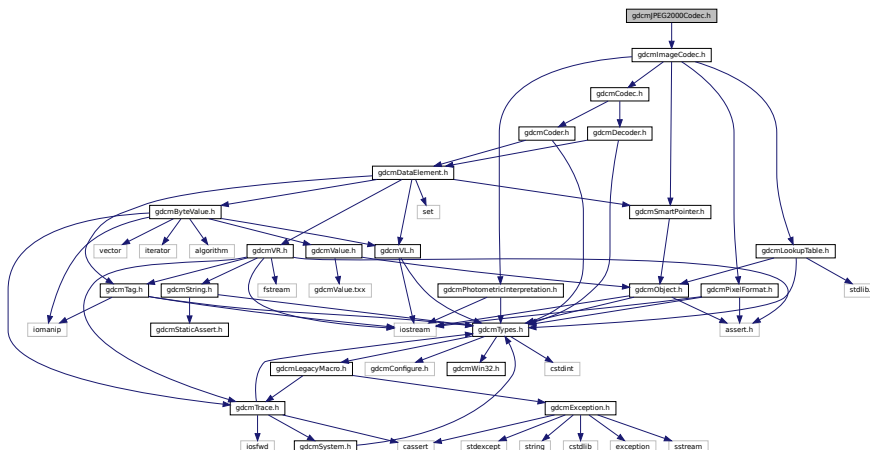 gdcmJPEG2000Codec.h
gdcmImageCodec.h
gdcmCodec.h
gdcmCoder.h
gdcmDecoder.h
gdcmDataElement.h
gdcmByteValue.h
set
gdcmSmartPointer.h
vector
iterator
algorithm
gdcmVR.h
gdcmValue.h
gdcmVL.h
gdcmLookupTable.h
gdcmTag.h
gdcmString.h
fstream
gdcmValue.txx
gdcmPhotometricInterpretation.h
gdcmObject.h
gdcmPixelFormat.h
stdlib.
iomanip
gdcmStaticAssert.h
iostream
gdcmTypes.h
assert.h
gdcmLegacyMacro.h
gdcmConfigure.h
gdcmWin32.h
cstdint
gdcmTrace.h
gdcmException.h
iosfwd
gdcmSystem.h
cassert
stdexcept
string
cstdlib
exception
sstream